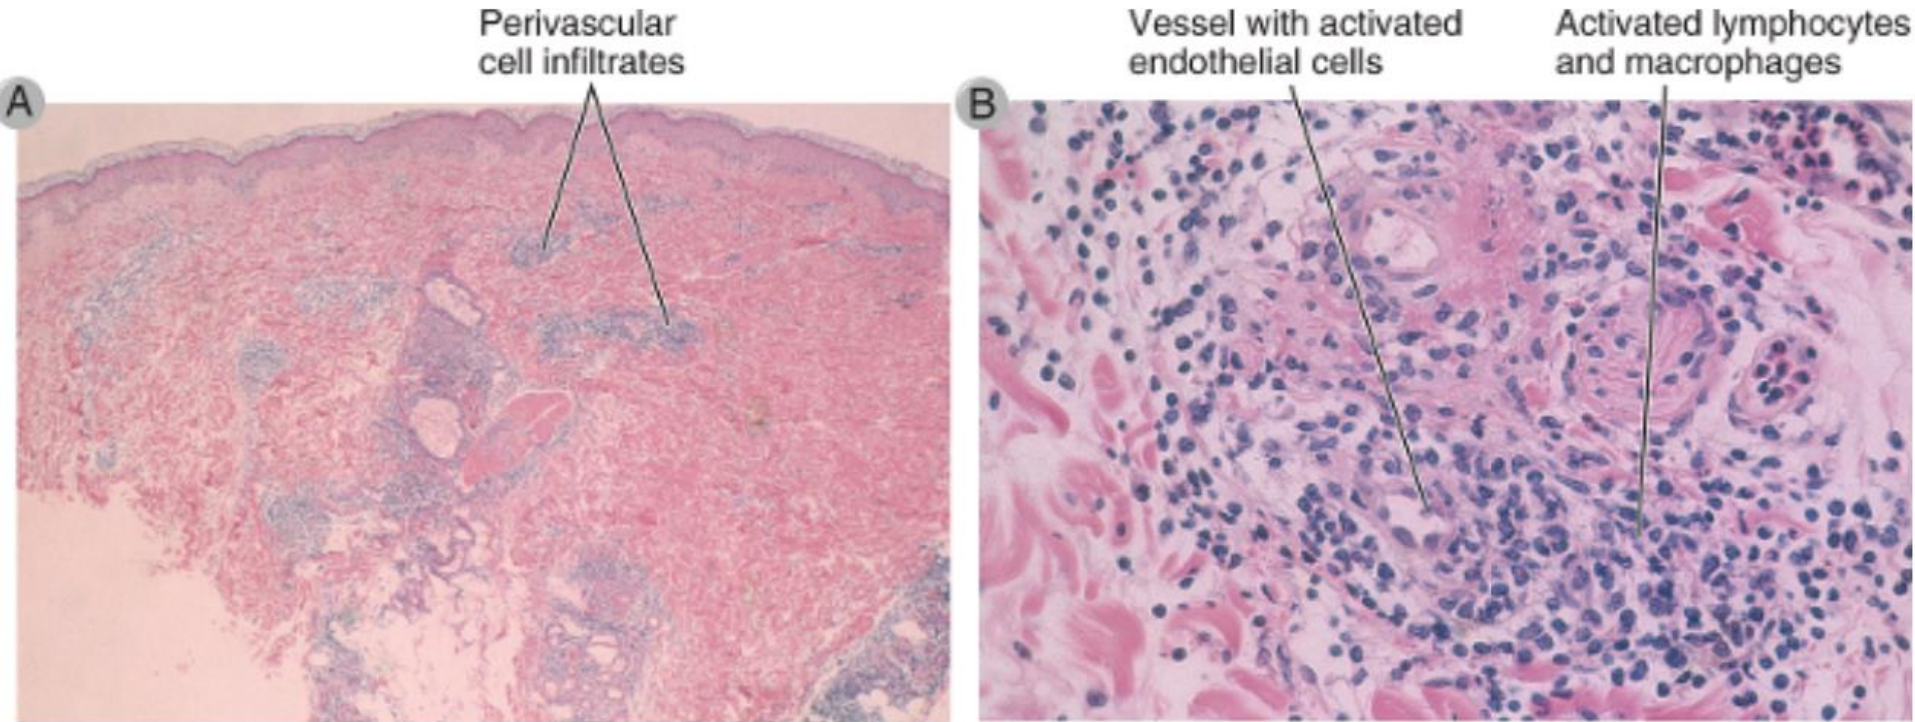 Perivascular
cell infiltrates
Vessel with activated
endothelial cells
Activated lymphocytes
and macrophages
A
B